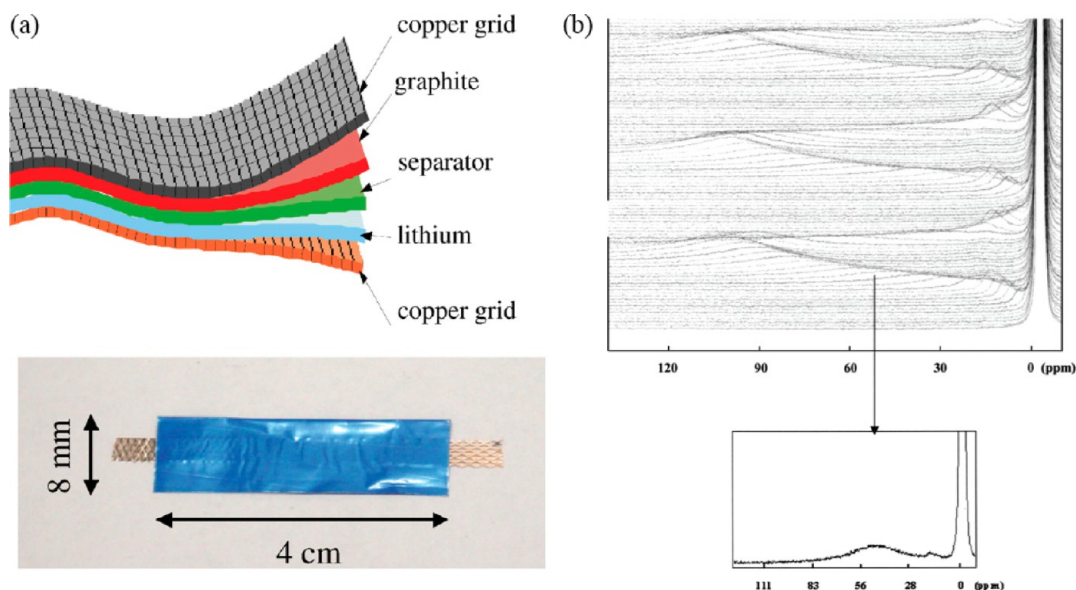 (a)
copper grid
graphite
separator
lithium
copper grid
8 mm
4 cm
(b)
120 90 60 30 0 (ppm)
111 83 56 28 0 (ppm)